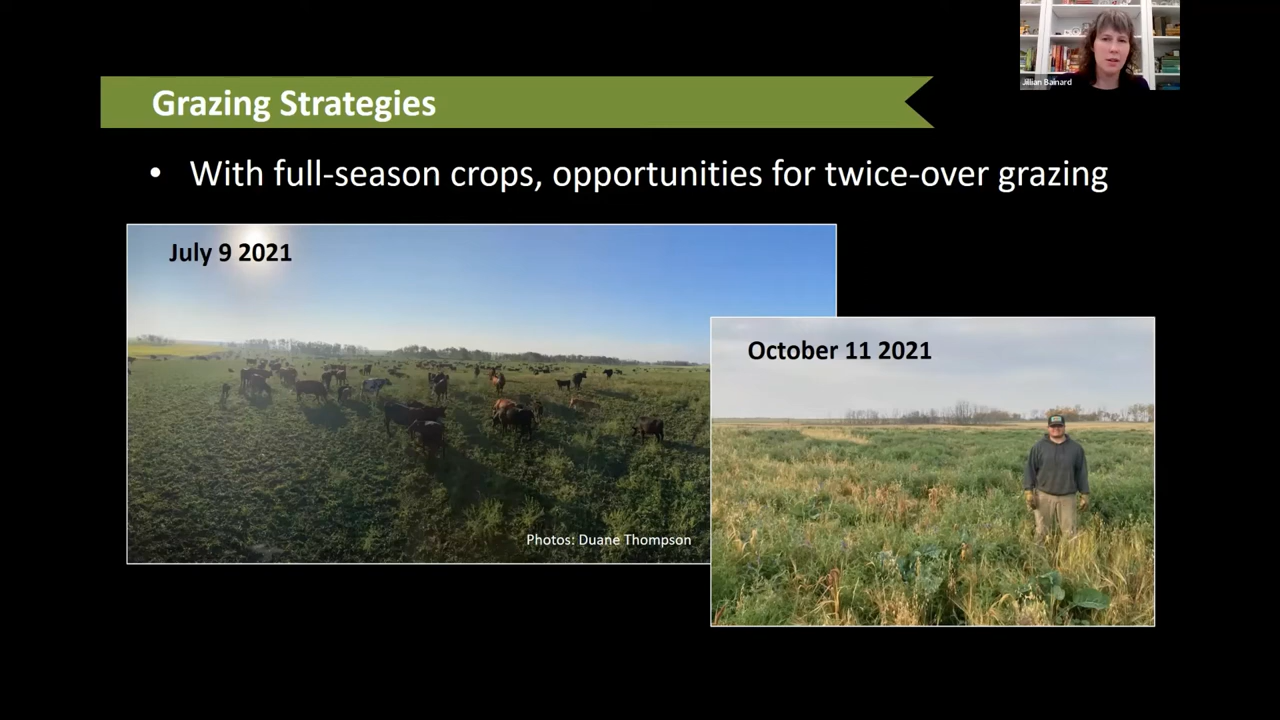 Jillian Bainard
Grazing Strategies
• With full-season crops, opportunities for twice-over grazing
July 9 2021
October 11 2021
Photos: Duane Thompson